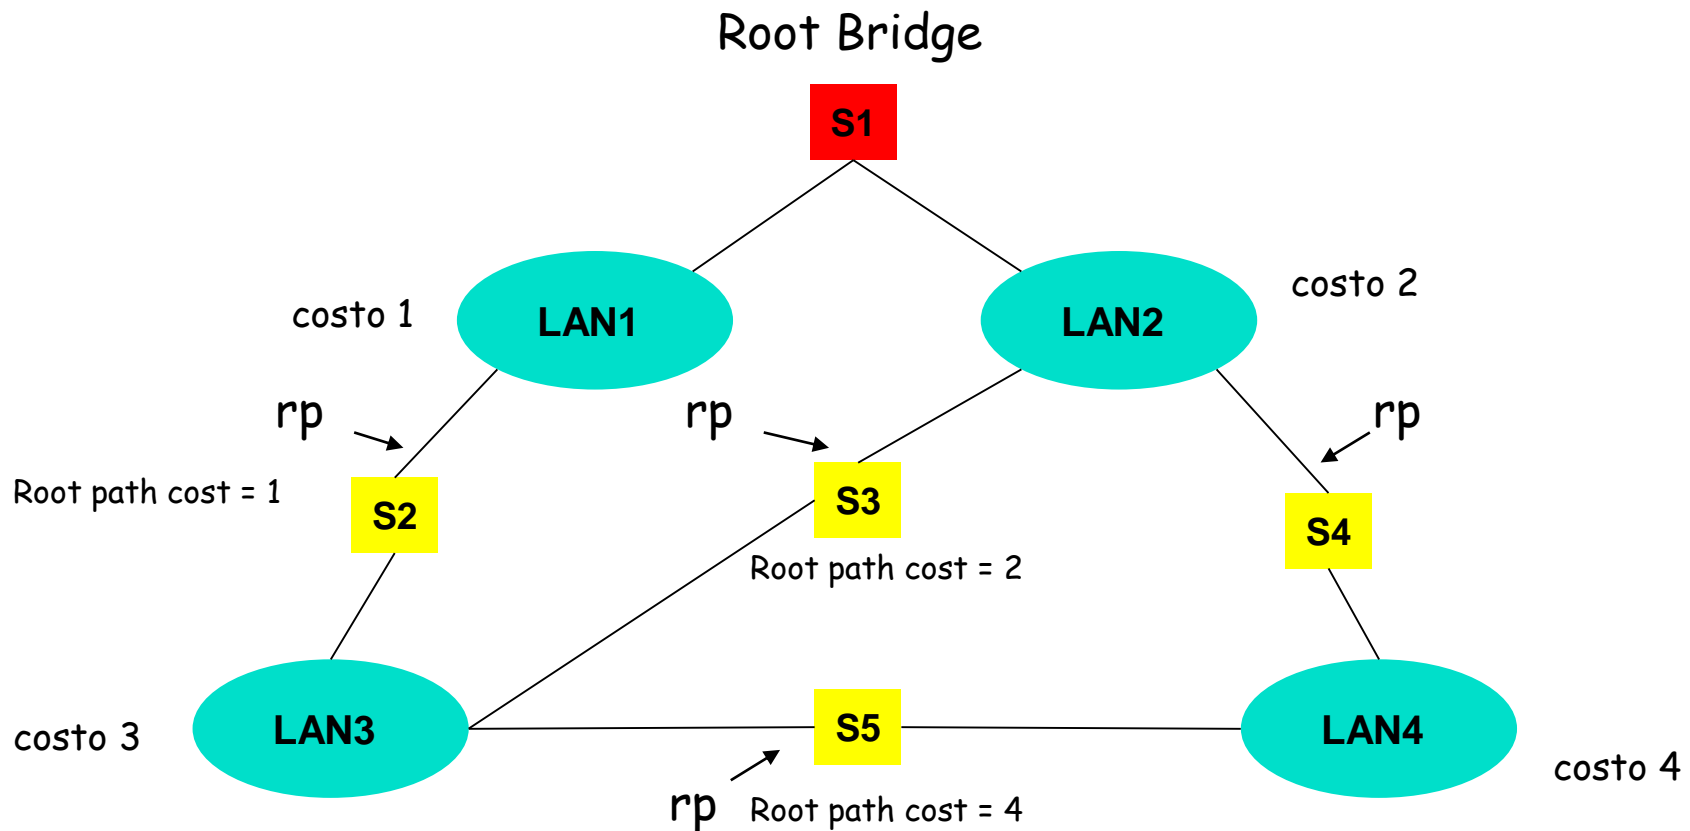 Root Bridge
S1
costo 1
LAN1
LAN2
costo 2
rp
rp
rp
Root path cost = 1
S2
S3
S4
Root path cost = 2
costo 3
LAN3
S5
LAN4
costo 4
rp
Root path cost = 4